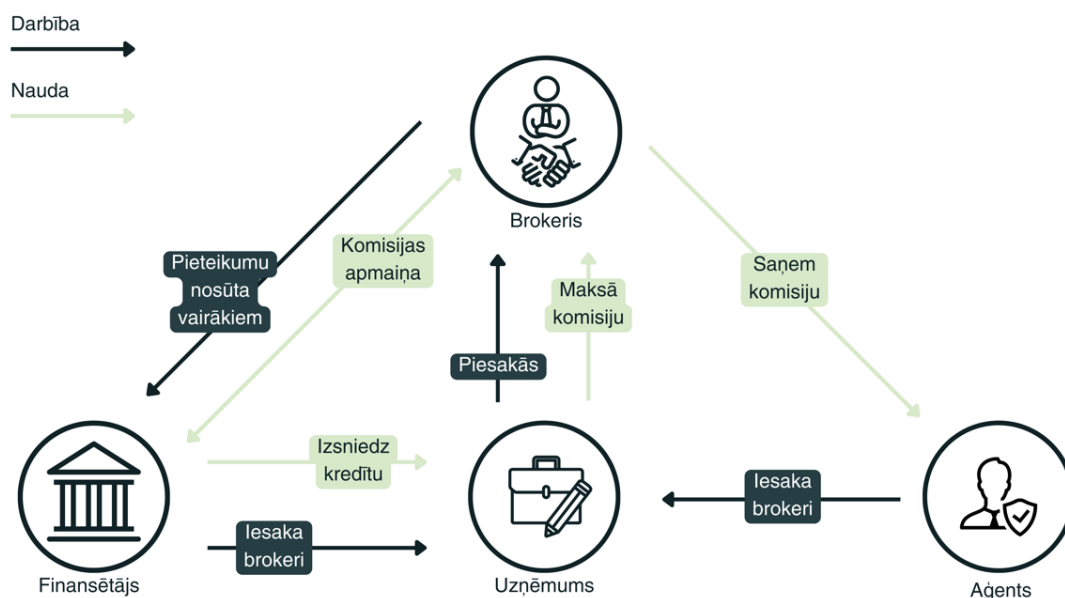 Darbība
Nauda
Brokeris
Pieteikumu
nosūta
vairākiem
Komisijas
apmaiņa
Maksā
komisiju
Saņem
komisiju
Piesakās
Izsniedz
kredītu
Iesaka
brokeri
Iesaka
brokeri
Finansētājs
Uzņēmums
Aģents